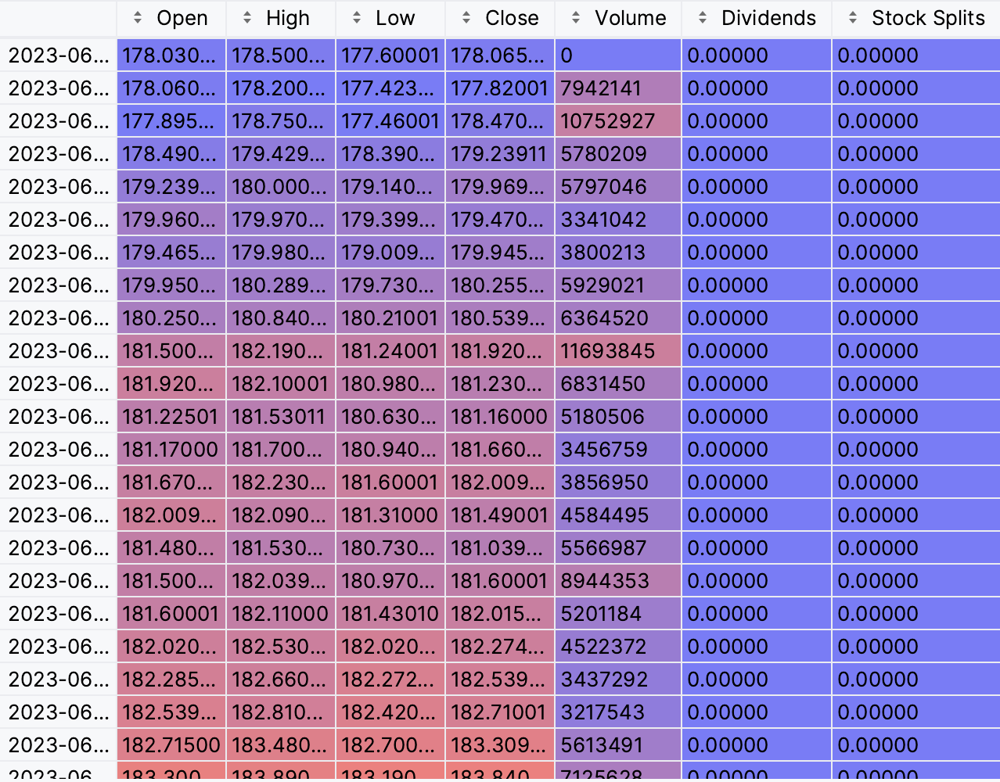 Open High Low Close Volume Dividends Stock Splits
2023-06... 178.030... 178.500... 177.60001 178.065... 0 0.00000 0.00000
2023-06... 178.060... 178.200... 177.423... 177.82001 7942141 0.00000 0.00000
2023-06... 177.895... 178.750... 177.46001 178.470... 10752927 0.00000 0.00000
2023-06... 178.490... 179.429... 178.390... 179.23911 5780209 0.00000 0.00000
2023-06... 179.239... 180.000... 179.140... 179.969... 5797046 0.00000 0.00000
2023-06... 179.960... 179.970... 179.399... 179.470... 3341042 0.00000 0.00000
2023-06... 179.465... 179.980... 179.009... 179.945... 3800213 0.00000 0.00000
2023-06... 179.950... 180.289... 179.730... 180.255... 5929021 0.00000 0.00000
2023-06... 180.250... 180.840... 180.21001 180.539... 6364520 0.00000 0.00000
2023-06... 181.500... 182.190... 181.24001 181.920... 11693845 0.00000 0.00000
2023-06... 181.920... 182.10001 180.980... 181.230... 6831450 0.00000 0.00000
2023-06... 181.22501 181.53011 180.630... 181.16000 5180506 0.00000 0.00000
2023-06... 181.17000 181.700... 180.940... 181.660... 3456759 0.00000 0.00000
2023-06... 181.670... 182.230... 181.60001 182.009... 3856950 0.00000 0.00000
2023-06... 182.009... 182.090... 181.31000 181.49001 4584495 0.00000 0.00000
2023-06... 181.480... 181.530... 180.730... 181.039... 5566987 0.00000 0.00000
2023-06... 181.500... 182.039... 180.970... 181.60001 8944353 0.00000 0.00000
2023-06... 181.60001 182.11000 181.43010 182.015... 5201184 0.00000 0.00000
2023-06... 182.020... 182.530... 182.020... 182.274... 4522372 0.00000 0.00000
2023-06... 182.285... 182.660... 182.272... 182.539... 3437292 0.00000 0.00000
2023-06... 182.539... 182.810... 182.420... 182.71001 3217543 0.00000 0.00000
2023-06... 182.71500 183.480... 182.700... 183.309... 5613491 0.00000 0.00000
2023-06... 183.300... 183.890... 183.190... 183.840... 7125628 0.00000 0.00000